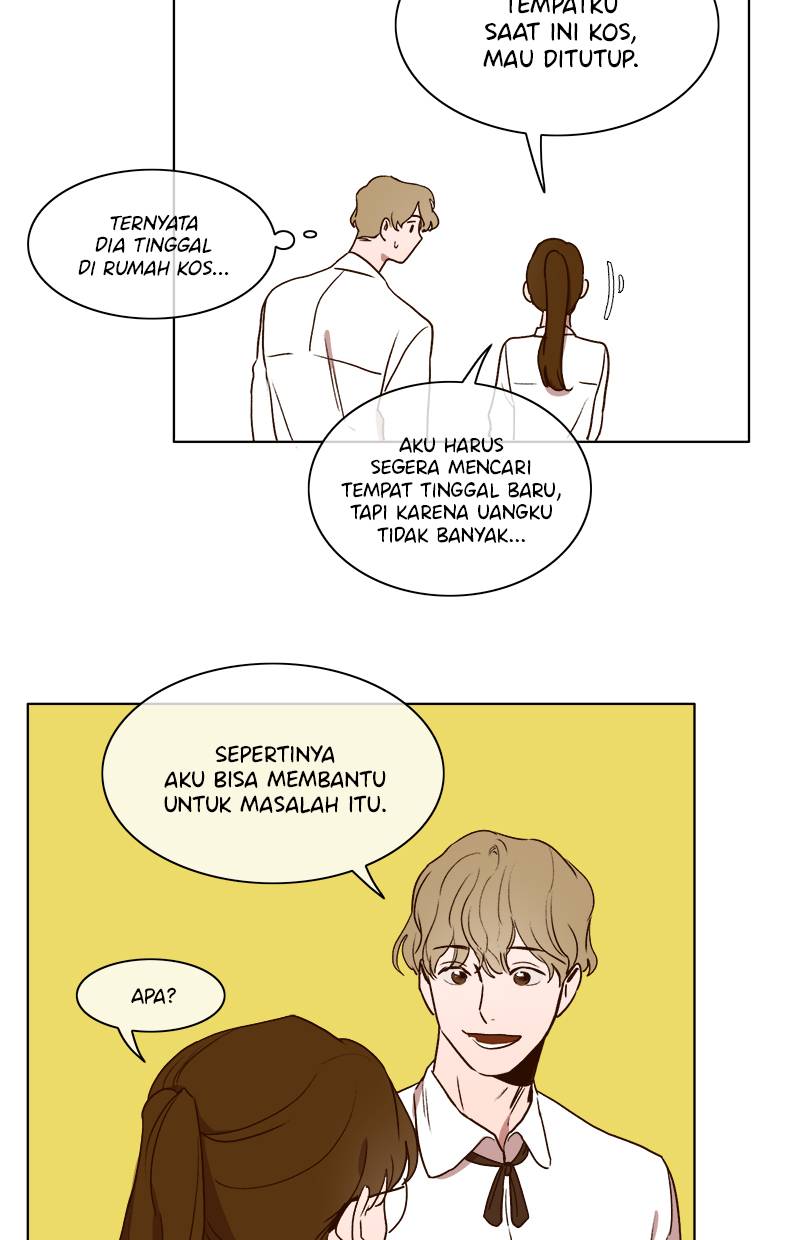 TEMPATKU
SAAT INI KOS,
MAU DITUTUP.
TERNYATA
DIA TINGGAL
DI RUMAH KOS...
AKU HARUS
SEGERA MENCARI
TEMPAT TINGGAL BARU,
TAPI KARENA UANGKU
TIDAK BANYAK...
SEPERTINYA
AKU BISA MEMBANTU
UNTUK MASALAH ITU.
APA?